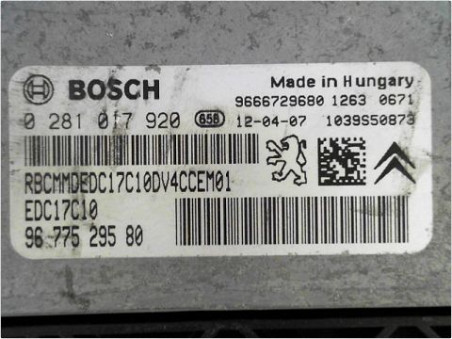 BOSCH
Made in Hungary
9666729680 1263 0671
0 281 017 920 658 12-04-07 1039S50873
RBCMMDEDC17C10DV4CCEM01
EDC17C10
96 775 295 80